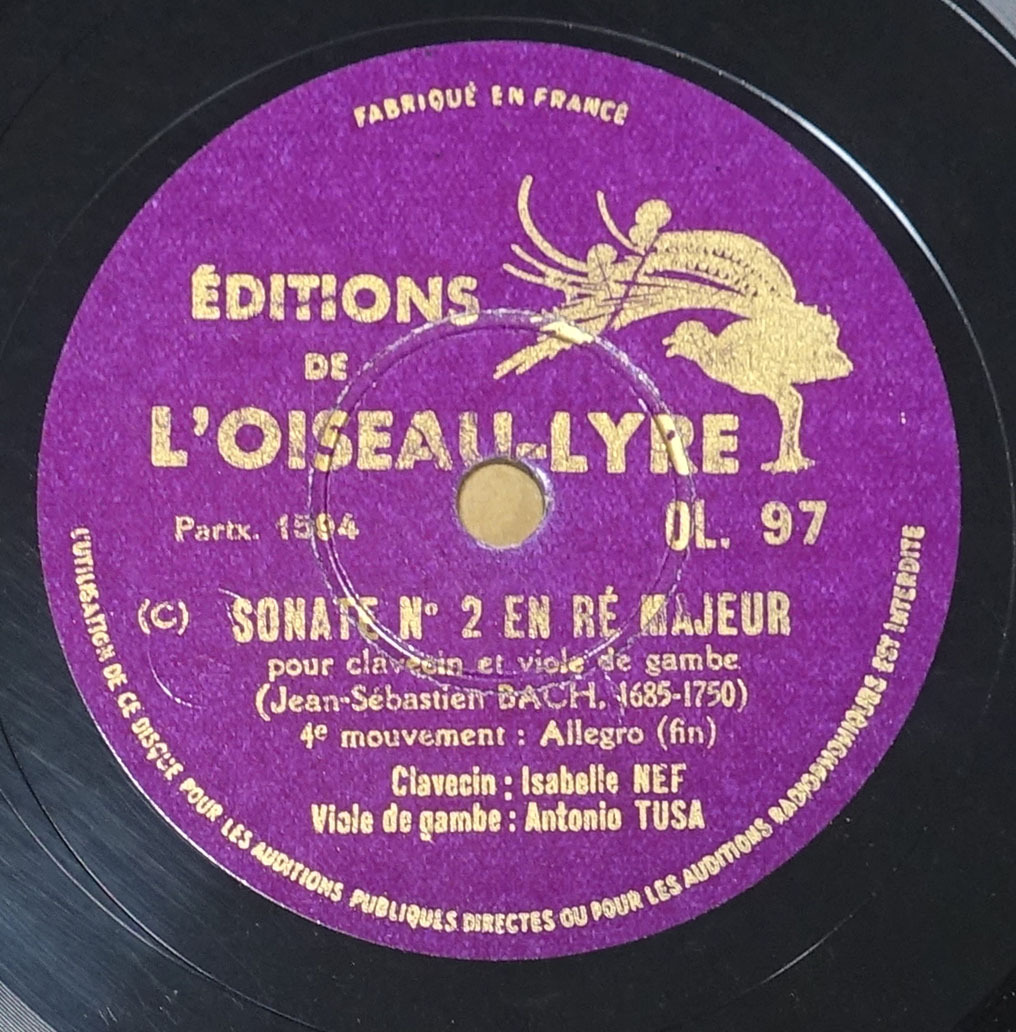 FABRIQUÉ EN FRANCE
ÉDITIONS
DE
L'OISEAU-LYRE
Partx. 1594
OL. 97
(C) SONATE N° 2 EN RÉ MAJEUR
pour clavecin et viole de gambe
(Jean-Sébastien BACH, 1685-1750)
4e mouvement : Allegro (fin)
Clavecin : Isabelle NEF
Viole de gambe : Antonio TUSA
L'UTILISATION DE CE DISQUE POUR LES AUDITIONS PUBLIQUES DIRECTES OU POUR LES AUDITIONS RADIOPHONIQUES EST INTERDITE